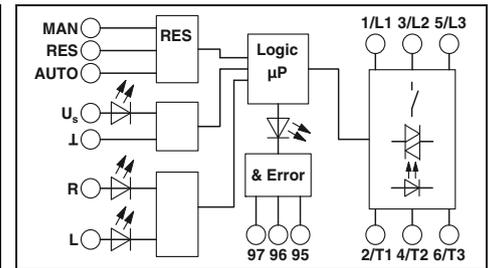 MAN
RES
AUTO
RES
Us
⊥
R
L
Logic
µP
& Error
97 96 95
1/L1 3/L2 5/L3
2/T1 4/T2 6/T3